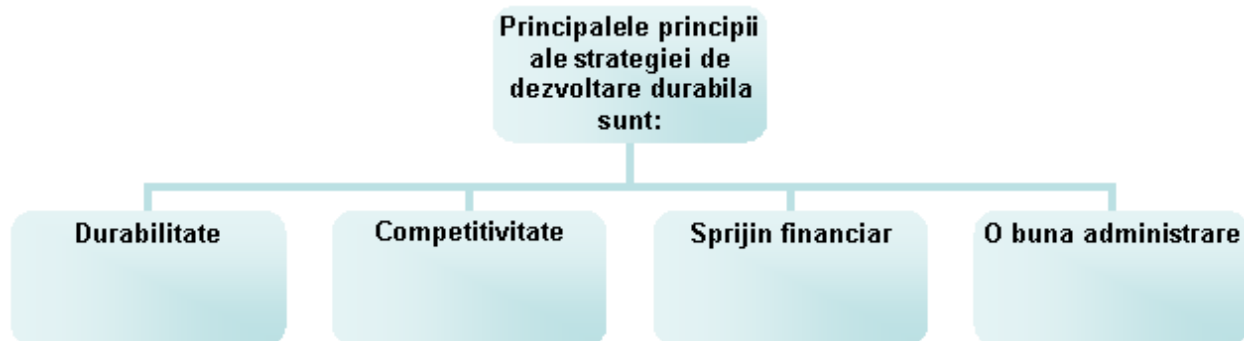 Principalele principii
ale strategiei de
dezvoltare durabila
sunt:
Durabilitate
Competitivitate
Sprijin financiar
O buna administrare